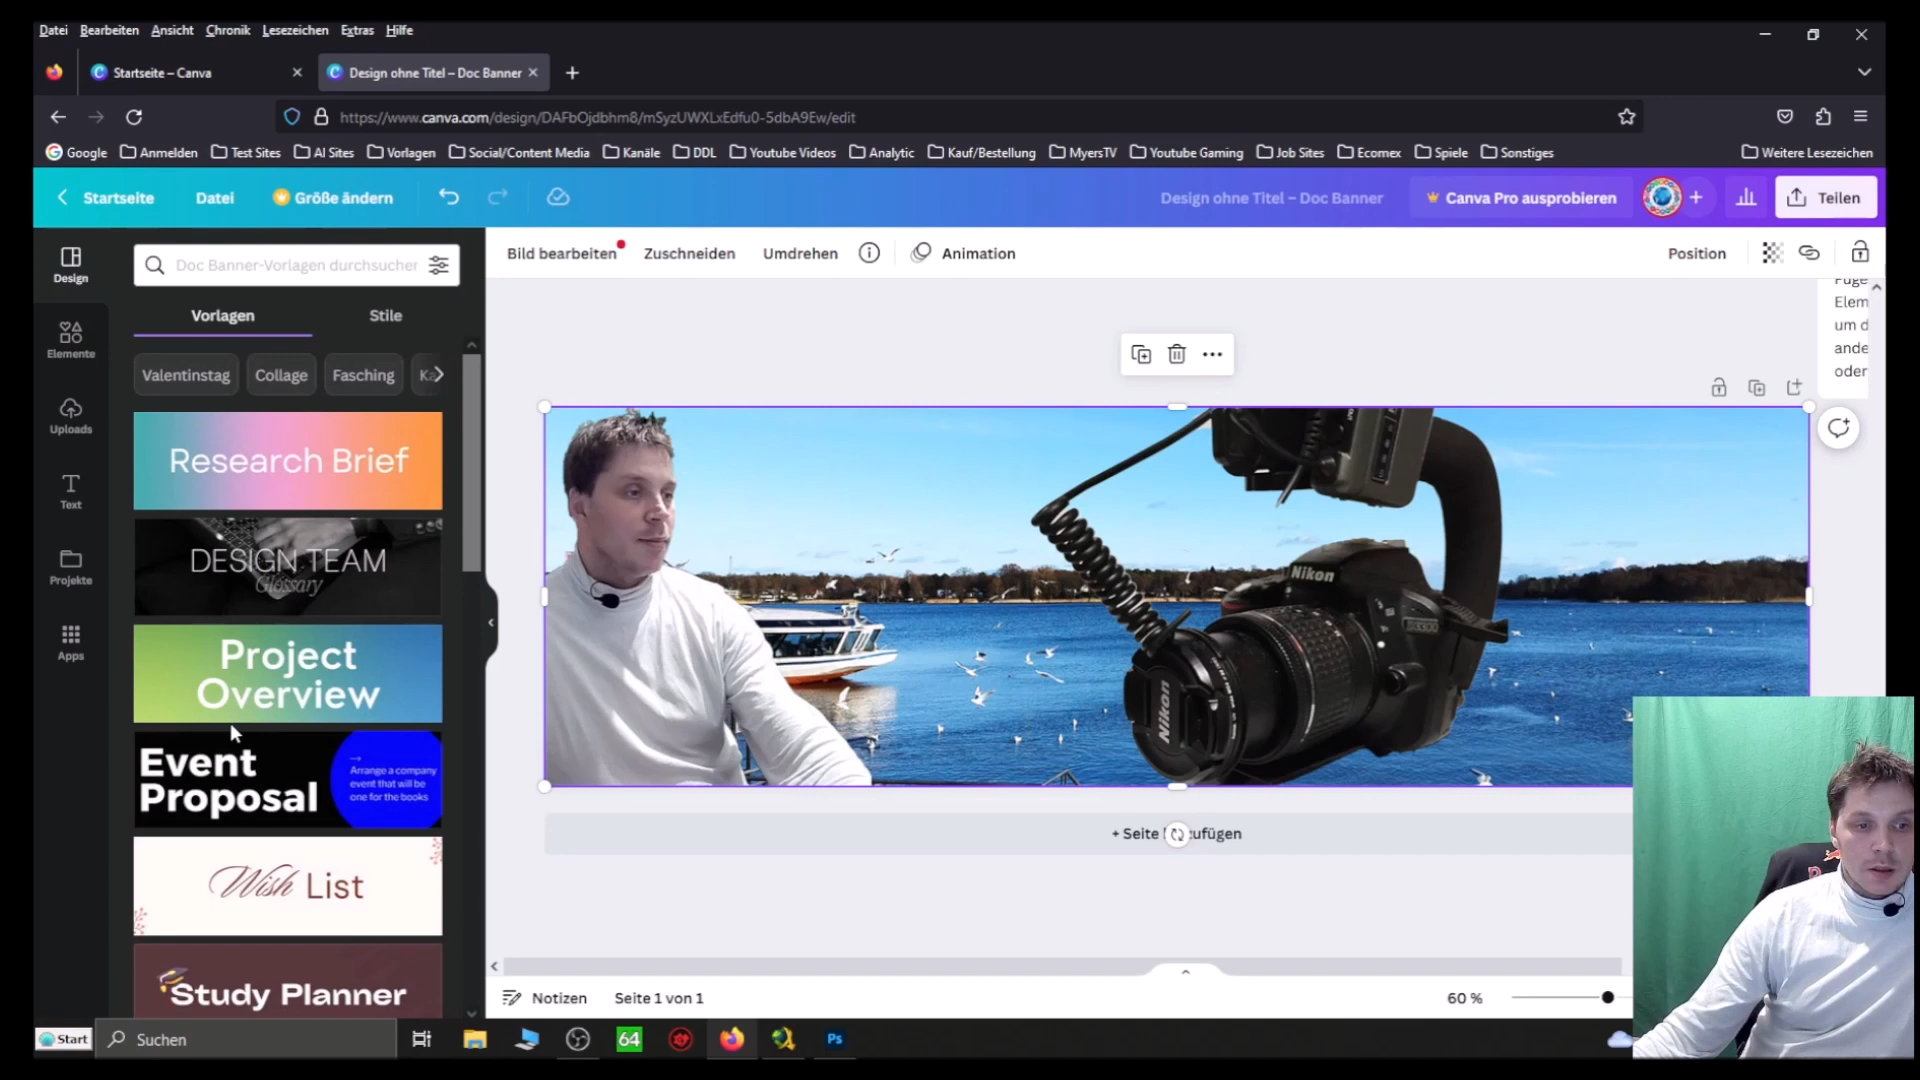 Datei Bearbeiten Ansicht Chronik Lesezeichen Extras Hilfe
Startseite – Canva
Design ohne Titel – Doc Banner
https://www.canva.com/design/DAFbOjdbhm8/mSyzUWXLxEdfu0-5dbA9Ew/edit
Google Anmelden Test Sites AI Sites Vorlagen Social/Content Media Kanäle DDL Youtube Videos Analytic Kauf/Bestellung MyersTV Youtube Gaming Job Sites Ecomex Spiele Sonstiges Weitere Lesezeichen
Startseite Datei Größe ändern Design ohne Titel – Doc Banner Canva Pro ausprobieren Teilen
Bild bearbeiten Zuschneiden Umdrehen Animation Position
Design
Elemente
Uploads
Text
Projekte
Apps
Doc Banner-Vorlagen durchsuchen
Vorlagen Stile
Valentinstag Collage Fasching
Research Brief
DESIGN TEAM
Glossary
Project
Overview
Event
Proposal
Arrange a company
event that will be
one for the books
Wish List
Study Planner
Elem
um d
ande
oder
Nikon
D3300
Nikon
+ Seite
ufügen
Notizen Seite 1 von 1 60 %
Start Suchen 64 Ps